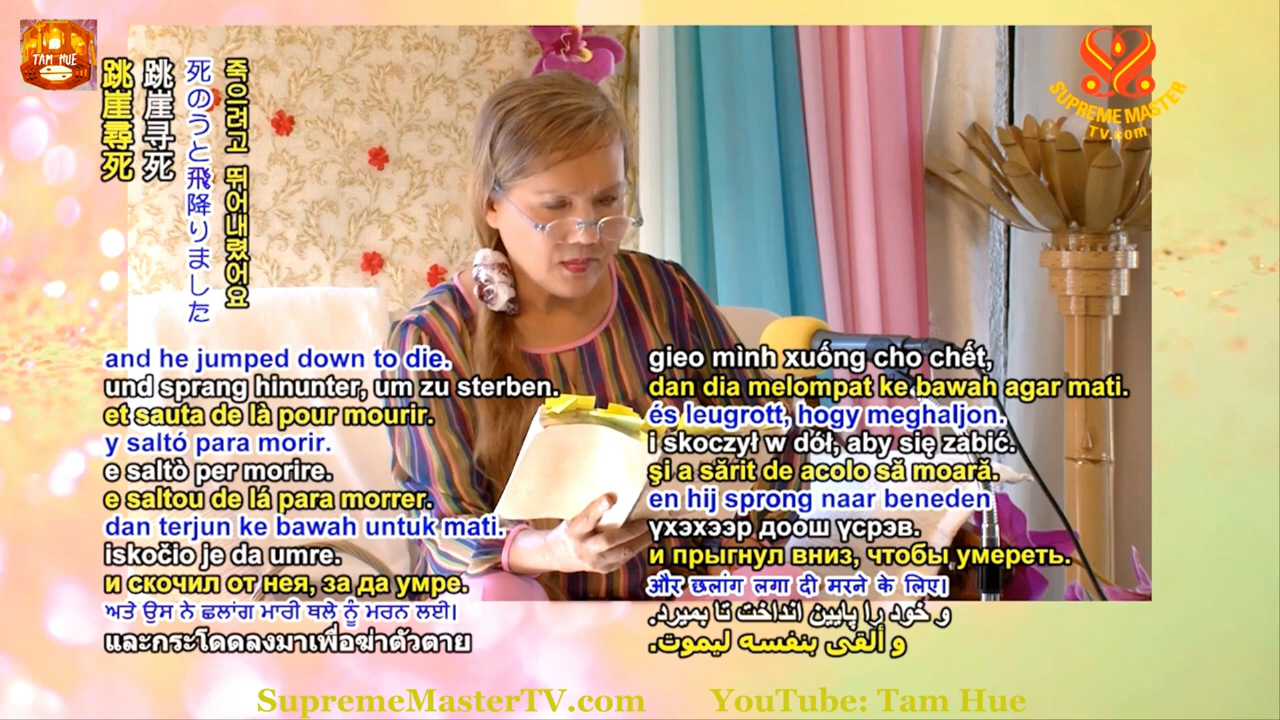 TAM HUE
SUPREME MASTER
TV.com
죽으려고 뛰어내렸어요
死のうと飛降りました
跳崖寻死
跳崖尋死
and he jumped down to die.
und sprang hinunter, um zu sterben.
et sauta de là pour mourir.
y saltó para morir.
e saltò per morire.
e saltou de lá para morrer.
dan terjun ke bawah untuk mati.
iskočio je da umre.
и скочил от нея, за да умре.
ਅਤੇ ਉਸ ਨੇ ਛਲਾਂਗ ਮਾਰੀ ਥਲੇ ਨੂੰ ਮਰਨ ਲਈ।
และกระโดดลงมาเพื่อฆ่าตัวตาย
gieo mình xuống cho chết,
dan dia melompat ke bawah agar mati.
és leugrott, hogy meghaljon.
i skoczył w dół, aby się zabić.
şi a sărit de acolo să moară.
en hij sprong naar beneden
үхэхээр доош үсрэв.
и прыгнул вниз, чтобы умереть.
और छलांग लगा दी मरने के लिए।
و خود را پایین انداخت تا بمیرد.
و ألقى بنفسه ليموت.
SupremeMasterTV.com
YouTube: Tam Hue